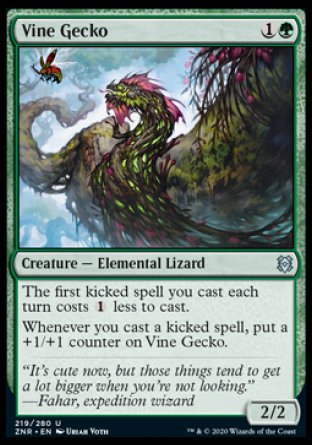 Vine Gecko 1
Creature — Elemental Lizard
The first kicked spell you cast each
turn costs 1 less to cast.
Whenever you cast a kicked spell, put a
+1/+1 counter on Vine Gecko.
“It’s cute now, but those things tend to
get a lot bigger when you’re not looking.”
—Fahar, expedition wizard
2/2
219/280 U
ZNR • EN Uriah Voth
™ & © 2020 Wizards of the Coast